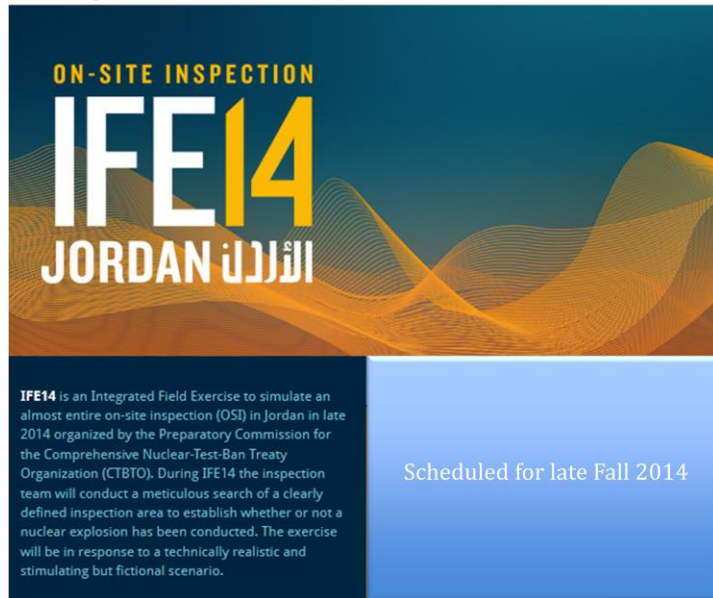 ON-SITE INSPECTION
IFE14
JORDAN الأردن
IFE14 is an Integrated Field Exercise to simulate an
almost entire on-site inspection (OSI) in Jordan in late
2014 organized by the Preparatory Commission for
the Comprehensive Nuclear-Test-Ban Treaty
Organization (CTBTO). During IFE14 the inspection
team will conduct a meticulous search of a clearly
defined inspection area to establish whether or not a
nuclear explosion has been conducted. The exercise
will be in response to a technically realistic and
stimulating but fictional scenario.
Scheduled for late Fall 2014